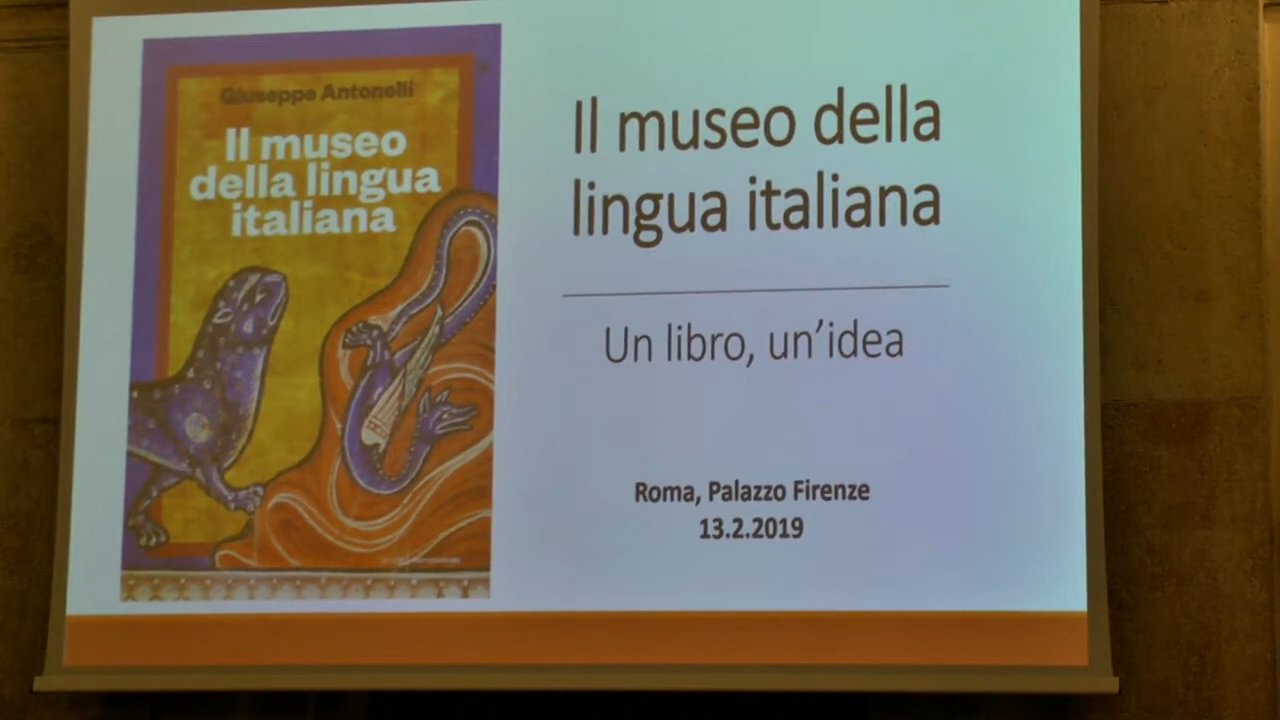 Giuseppe Antonelli
Il museo
della lingua
italiana
Il museo della
lingua italiana
Un libro, un'idea
Roma, Palazzo Firenze
13.2.2019